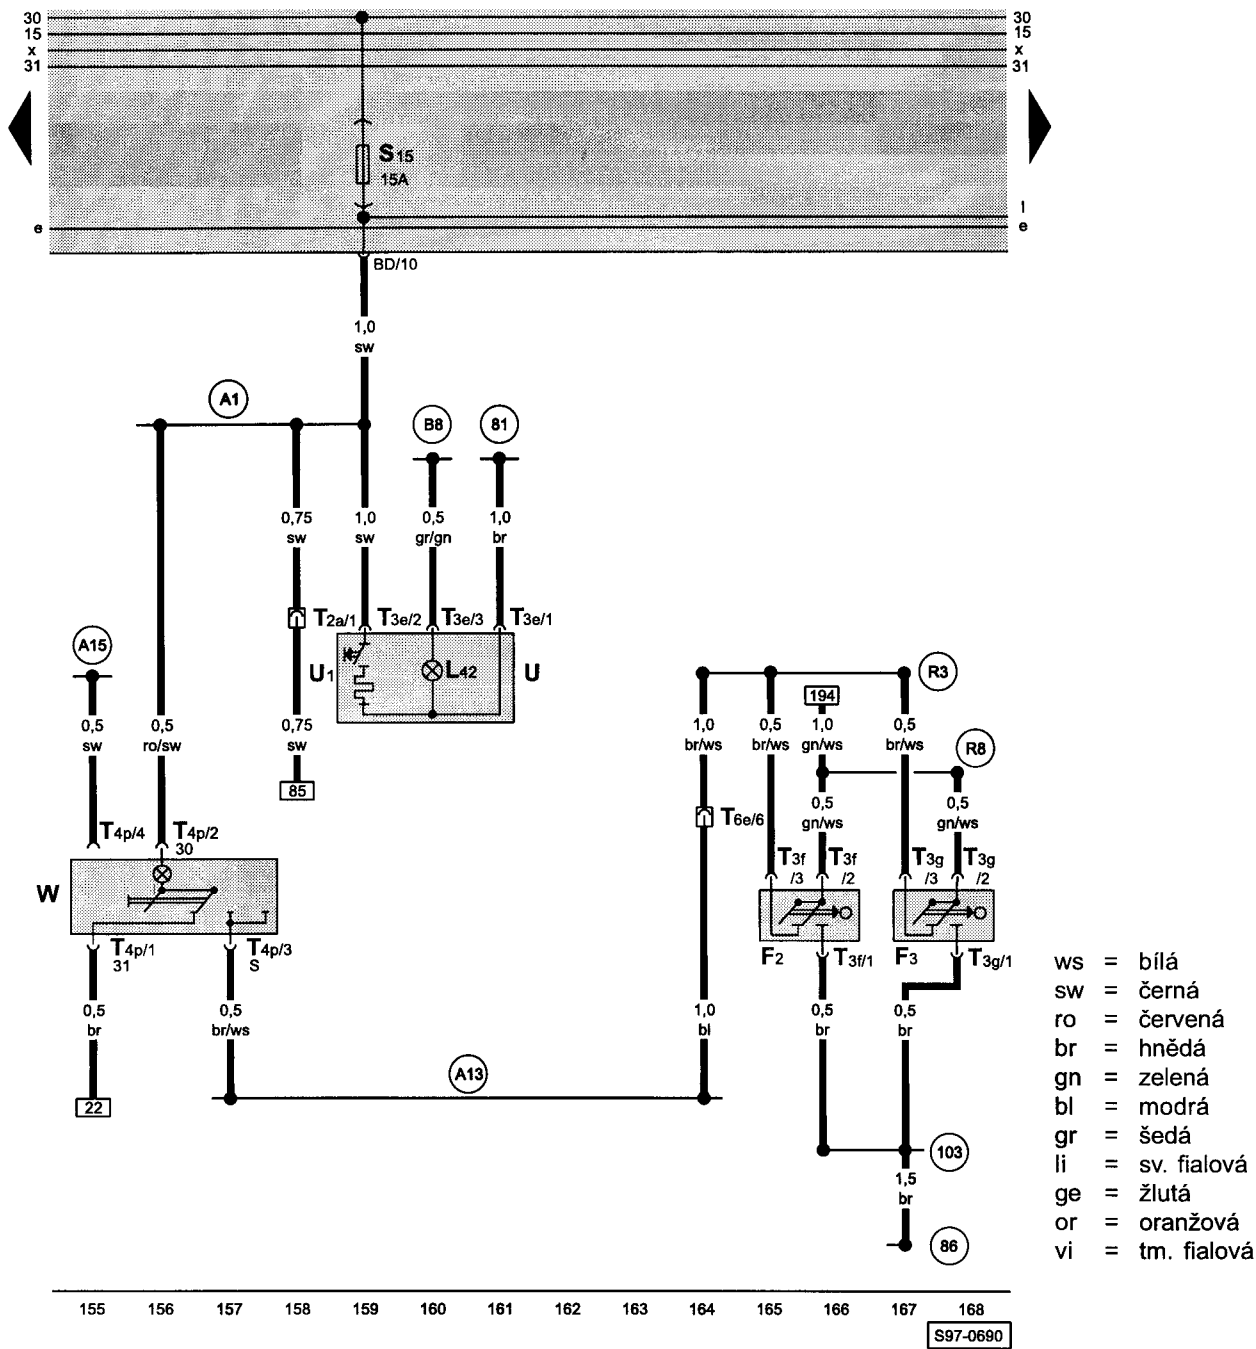 30 30
15 15
x x
31 31
S15
15A
l
e e
BD/10
1,0
sw
A1 B8 81
0,75 1,0 0,5 1,0
sw sw gr/gn br
T2a/1 T3e/2 T3e/3 T3e/1
A15
U1 L42 U
R3
194
0,5 0,5 0,75 1,0 0,5 1,0 0,5
sw ro/sw sw br/ws br/ws gn/ws br/ws
R8
85
0,5 0,5
gn/ws gn/ws
T4p/4 T4p/2 T6e/6
30
T3f T3f T3g T3g
/3 /2 /3 /2
W
T4p/1 T4p/3 F2 T3f/1 F3 T3g/1
31 S
0,5 0,5 1,0 0,5 0,5
br br/ws bl br br
A13
22
103
1,5
br
86
ws = bílá
sw = černá
ro = červená
br = hnědá
gn = zelená
bl = modrá
gr = šedá
li = sv. fialová
ge = žlutá
or = oranžová
vi = tm. fialová
155 156 157 158 159 160 161 162 163 164 165 166 167 168
S97-0690